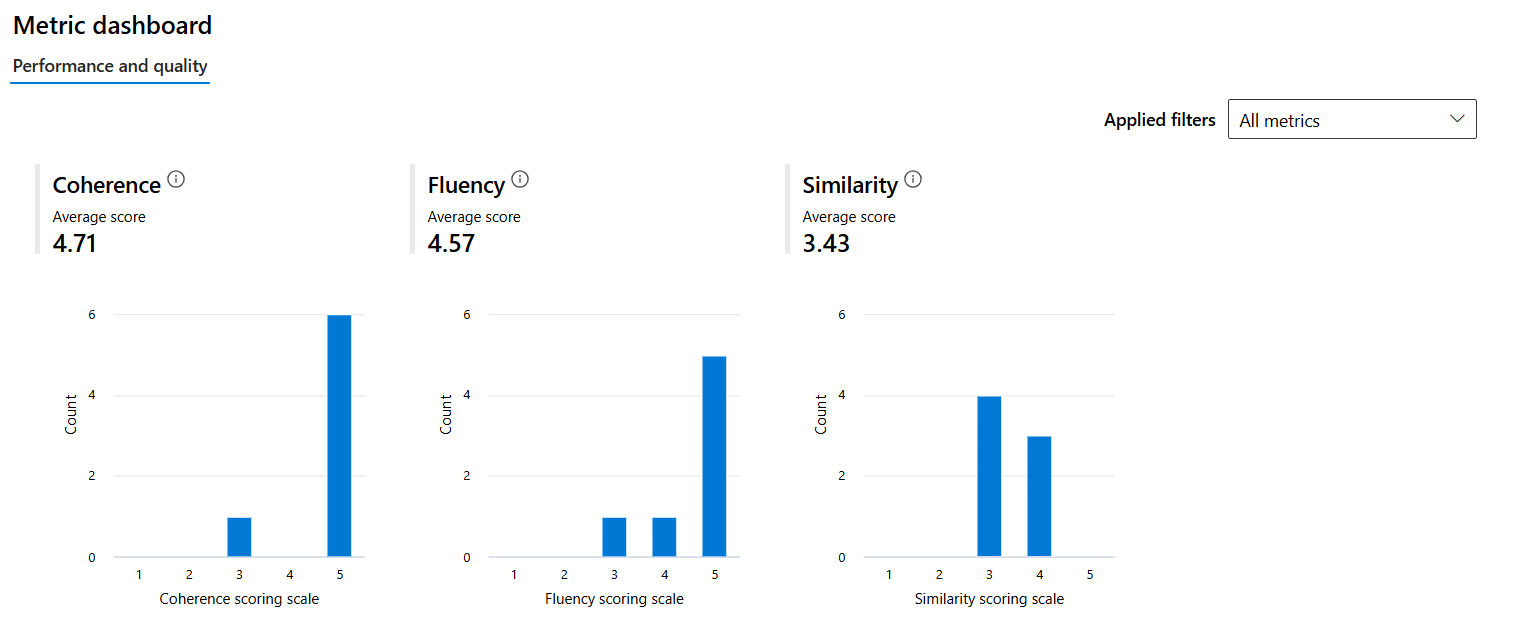 Metric dashboard
Performance and quality
Applied filters All metrics
Coherence
Average score
4.71
6
4
2
0
Count
1 2 3 4 5
Coherence scoring scale
Fluency
Average score
4.57
6
4
2
0
Count
1 2 3 4 5
Fluency scoring scale
Similarity
Average score
3.43
6
4
2
0
Count
1 2 3 4 5
Similarity scoring scale